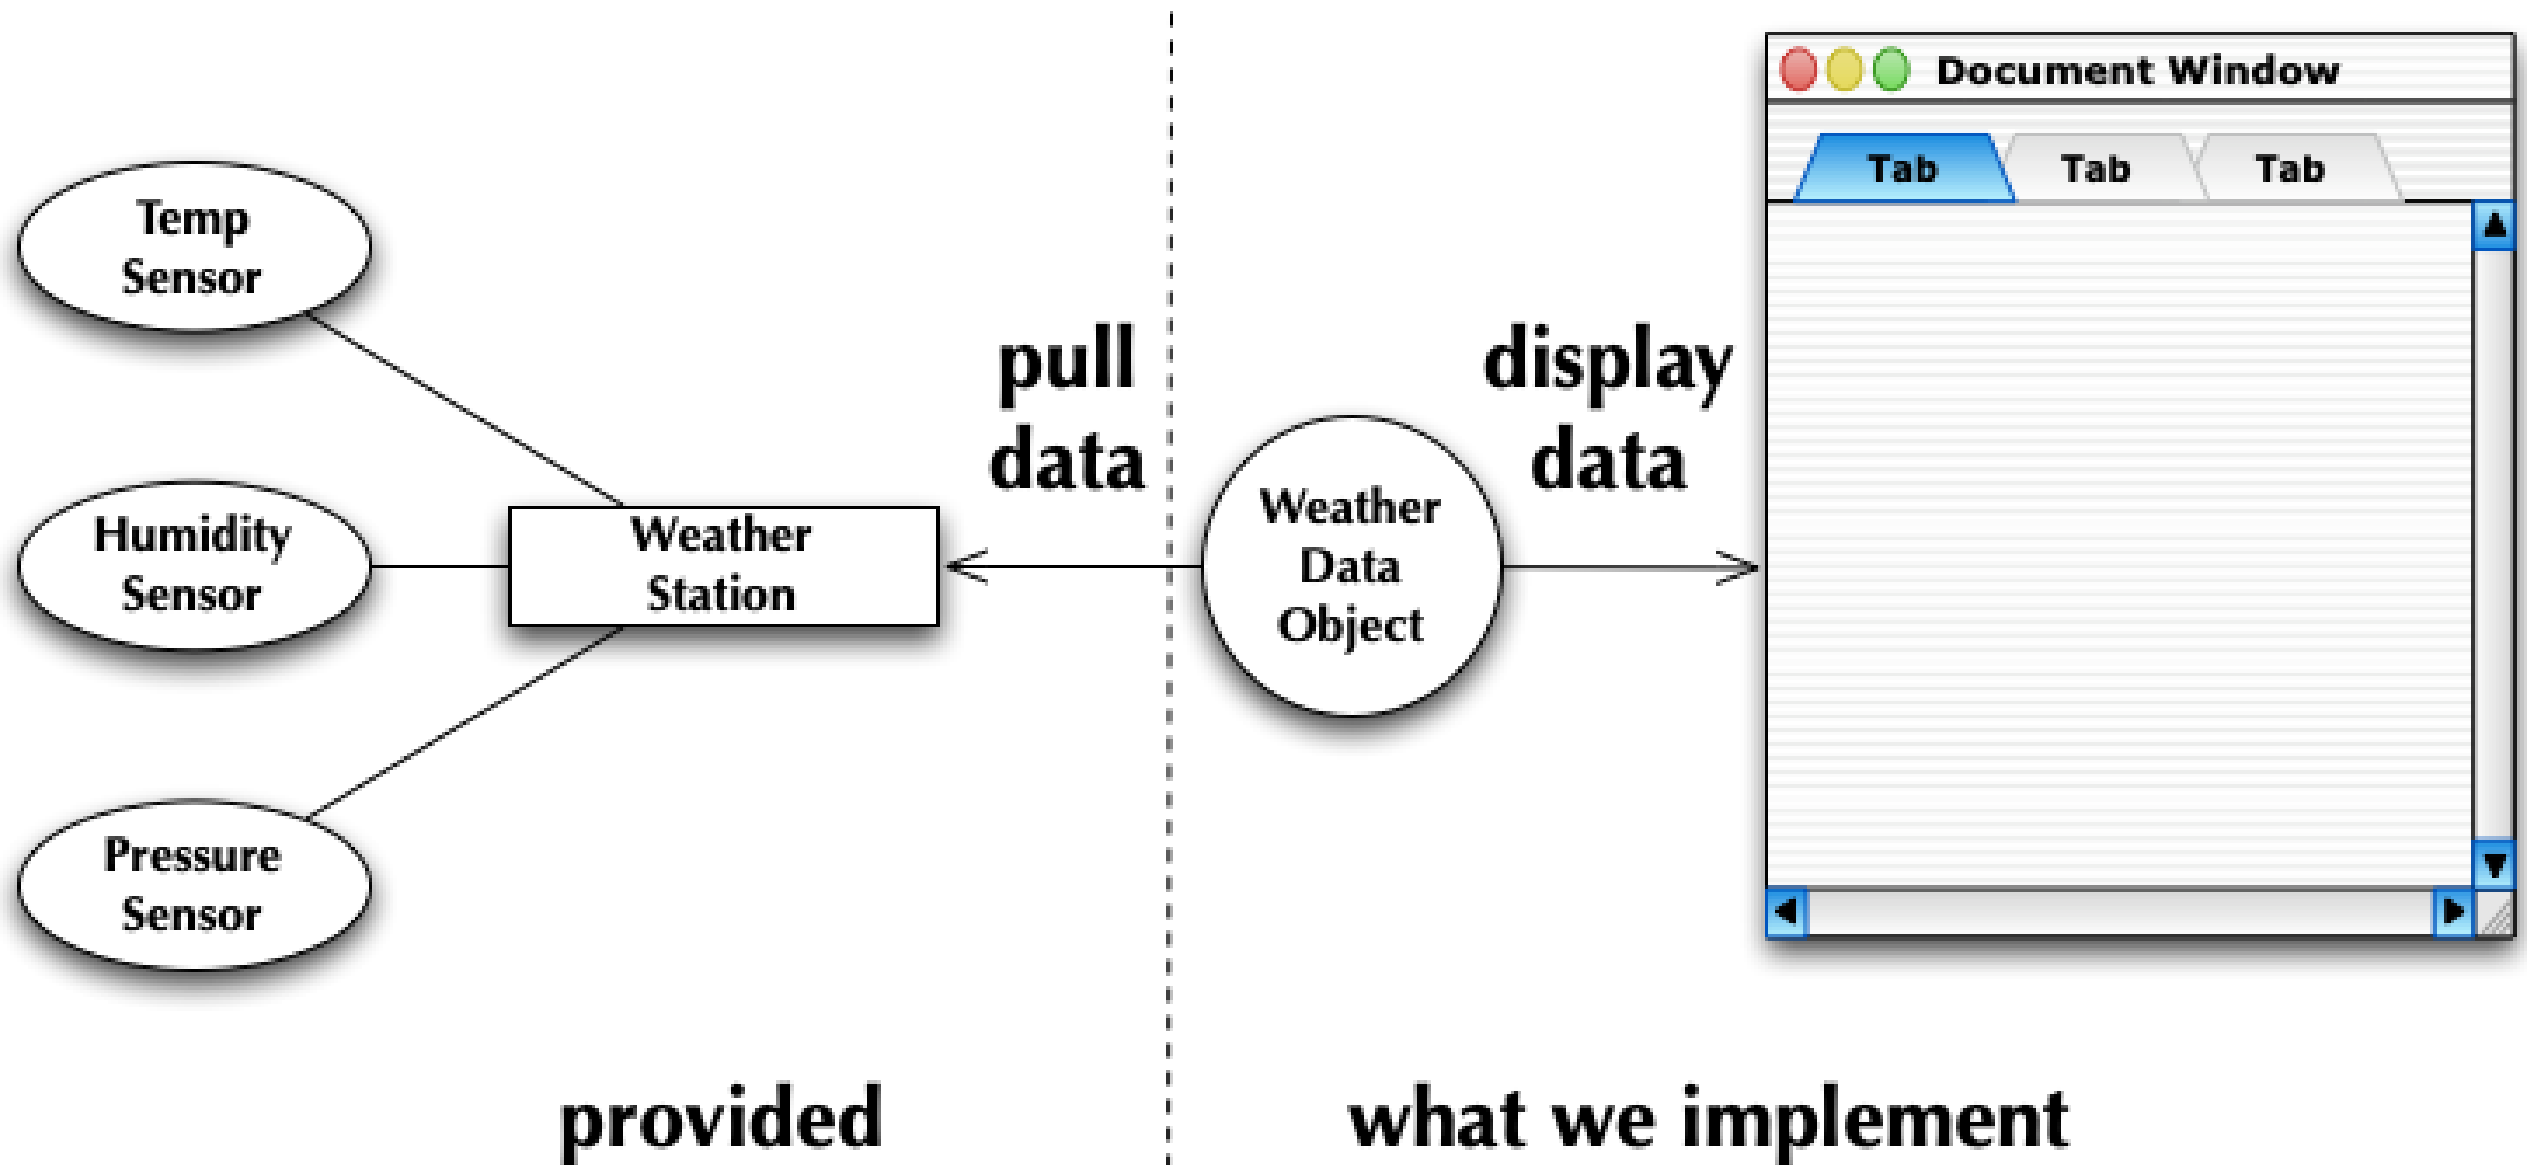 Temp
Sensor
Humidity
Sensor
Pressure
Sensor
Weather
Station
pull
data
Weather
Data
Object
display
data
Document Window
Tab Tab Tab
provided
what we implement